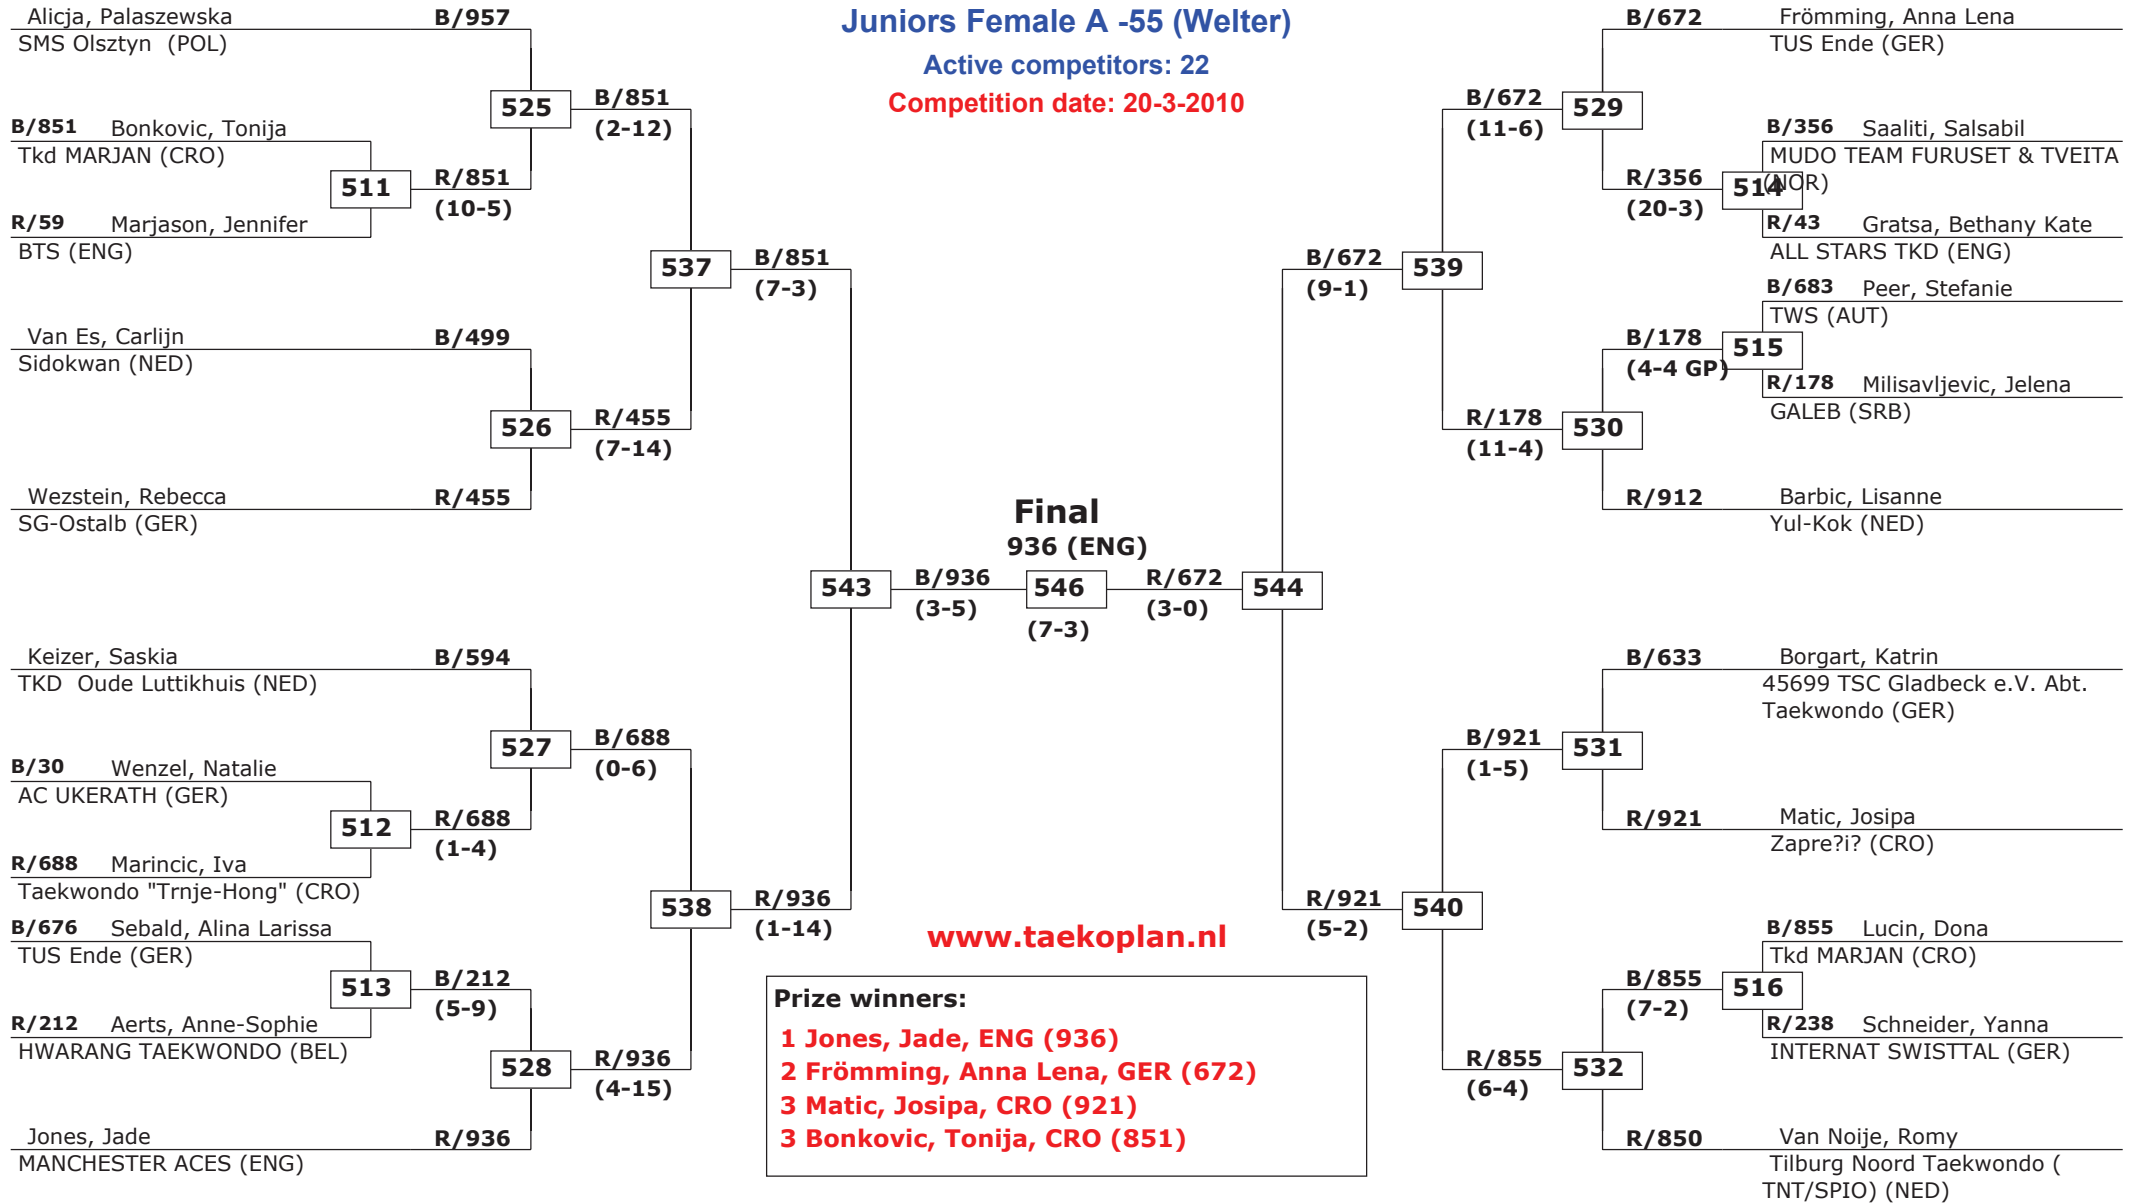 Juniors Female A -55 (Welter)
Active competitors: 22
Competition date: 20-3-2010
Alicja, Palaszewska B/957
SMS Olsztyn (POL)
525
B/851
(2-12)
B/851 Bonkovic, Tonija
Tkd MARJAN (CRO)
511
R/851
(10-5)
R/59 Marjason, Jennifer
BTS (ENG)
537
B/851
(7-3)
Van Es, Carlijn B/499
Sidokwan (NED)
526
R/455
(7-14)
Wezstein, Rebecca R/455
SG-Ostalb (GER)
543
B/936
(3-5)
Keizer, Saskia B/594
TKD Oude Luttikhuis (NED)
527
B/688
(0-6)
B/30 Wenzel, Natalie
AC UKERATH (GER)
512
R/688
(1-4)
R/688 Marincic, Iva
Taekwondo "Trnje-Hong" (CRO)
538
R/936
(1-14)
B/676 Sebald, Alina Larissa
TUS Ende (GER)
513
B/212
(5-9)
R/212 Aerts, Anne-Sophie
HWARANG TAEKWONDO (BEL)
528
R/936
(4-15)
Jones, Jade R/936
MANCHESTER ACES (ENG)
Final
936 (ENG)
546
(7-3)
R/672
(3-0)
544
B/672 Frömming, Anna Lena
TUS Ende (GER)
B/672
(11-6)
529
B/356 Saaliti, Salsabil
MUDO TEAM FURUSET & TVEITA
(NOR)
R/356
(20-3)
514
R/43 Gratsa, Bethany Kate
ALL STARS TKD (ENG)
B/672
(9-1)
539
B/683 Peer, Stefanie
TWS (AUT)
B/178
(4-4 GP)
515
R/178 Milisavljevic, Jelena
GALEB (SRB)
R/178
(11-4)
530
R/912 Barbic, Lisanne
Yul-Kok (NED)
B/633 Borgart, Katrin
45699 TSC Gladbeck e.V. Abt.
Taekwondo (GER)
B/921
(1-5)
531
R/921 Matic, Josipa
Zapre?i? (CRO)
R/921
(5-2)
540
B/855 Lucin, Dona
Tkd MARJAN (CRO)
B/855
(7-2)
516
R/238 Schneider, Yanna
INTERNAT SWISTTAL (GER)
R/855
(6-4)
532
R/850 Van Noije, Romy
Tilburg Noord Taekwondo (
TNT/SPIO) (NED)
www.taekoplan.nl
Prize winners:
1 Jones, Jade, ENG (936)
2 Frömming, Anna Lena, GER (672)
3 Matic, Josipa, CRO (921)
3 Bonkovic, Tonija, CRO (851)